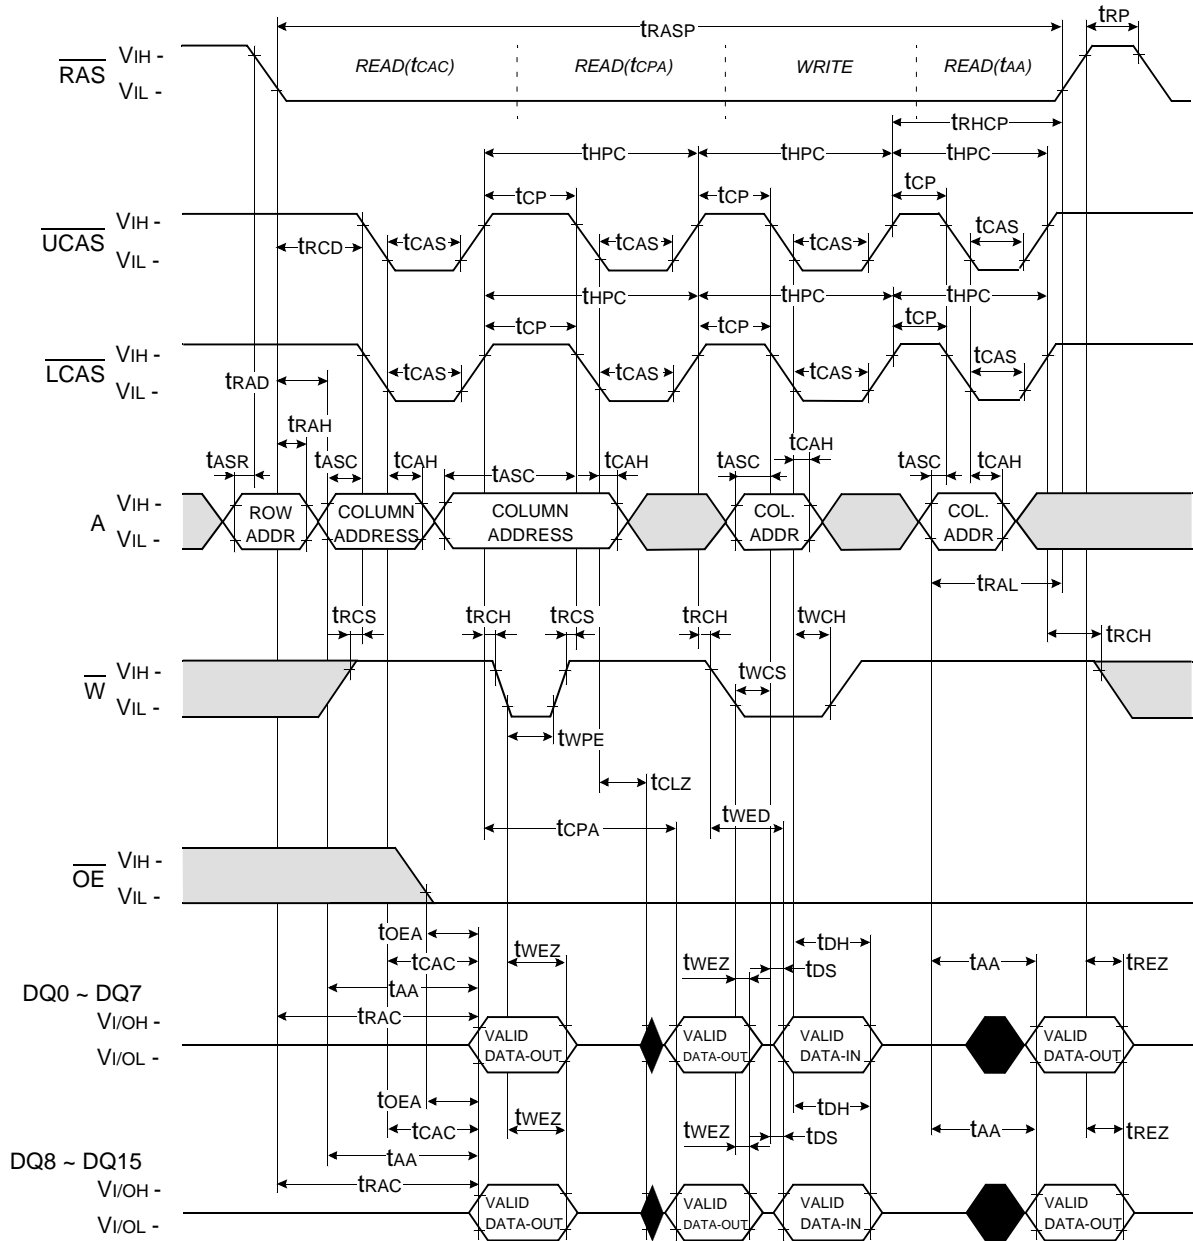 tRASP
tRP
RAS
VIH -
VIL -
READ(tCAC)
READ(tCPA)
WRITE
READ(tAA)
tRHCP
tHPC
tHPC
tHPC
tCP
tCP
tCP
UCAS
VIH -
VIL -
tRCD
tCAS
tCAS
tCAS
tCAS
tHPC
tHPC
tHPC
tCP
tCP
tCP
LCAS
VIH -
VIL -
tCAS
tCAS
tCAS
tCAS
tRAD
tRAH
tASR
tASC
tCAH
tASC
tCAH
tASC
tCAH
tASC
tCAH
A
VIH -
VIL -
ROW
ADDR
COLUMN
ADDRESS
COLUMN
ADDRESS
COL.
ADDR
COL.
ADDR
tRAL
tRCS
tRCH
tRCS
tRCH
tWCH
tRCH
W
VIH -
VIL -
tWCS
tWPE
tCLZ
tWED
tCPA
OE
VIH -
VIL -
tOEA
tCAC
tAA
tRAC
tWEZ
tWEZ
tDH
tDS
tAA
tREZ
DQ0 ~ DQ7
VI/OH -
VI/OL -
VALID
DATA-OUT
VALID
DATA-OUT
VALID
DATA-IN
VALID
DATA-OUT
tOEA
tCAC
tAA
tRAC
tWEZ
tWEZ
tDH
tDS
tAA
tREZ
DQ8 ~ DQ15
VI/OH -
VI/OL -
VALID
DATA-OUT
VALID
DATA-OUT
VALID
DATA-IN
VALID
DATA-OUT